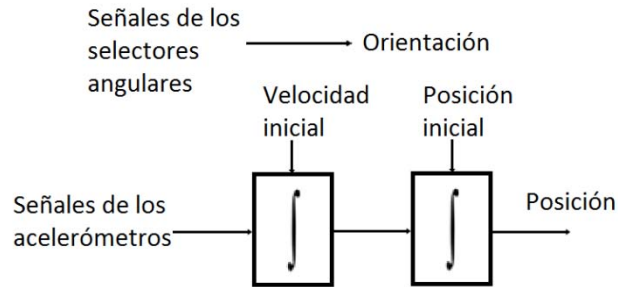 Señales de los
selectores
angulares
Orientación
Velocidad
inicial
Posición
inicial
Señales de los
acelerómetros
∫
∫
Posición